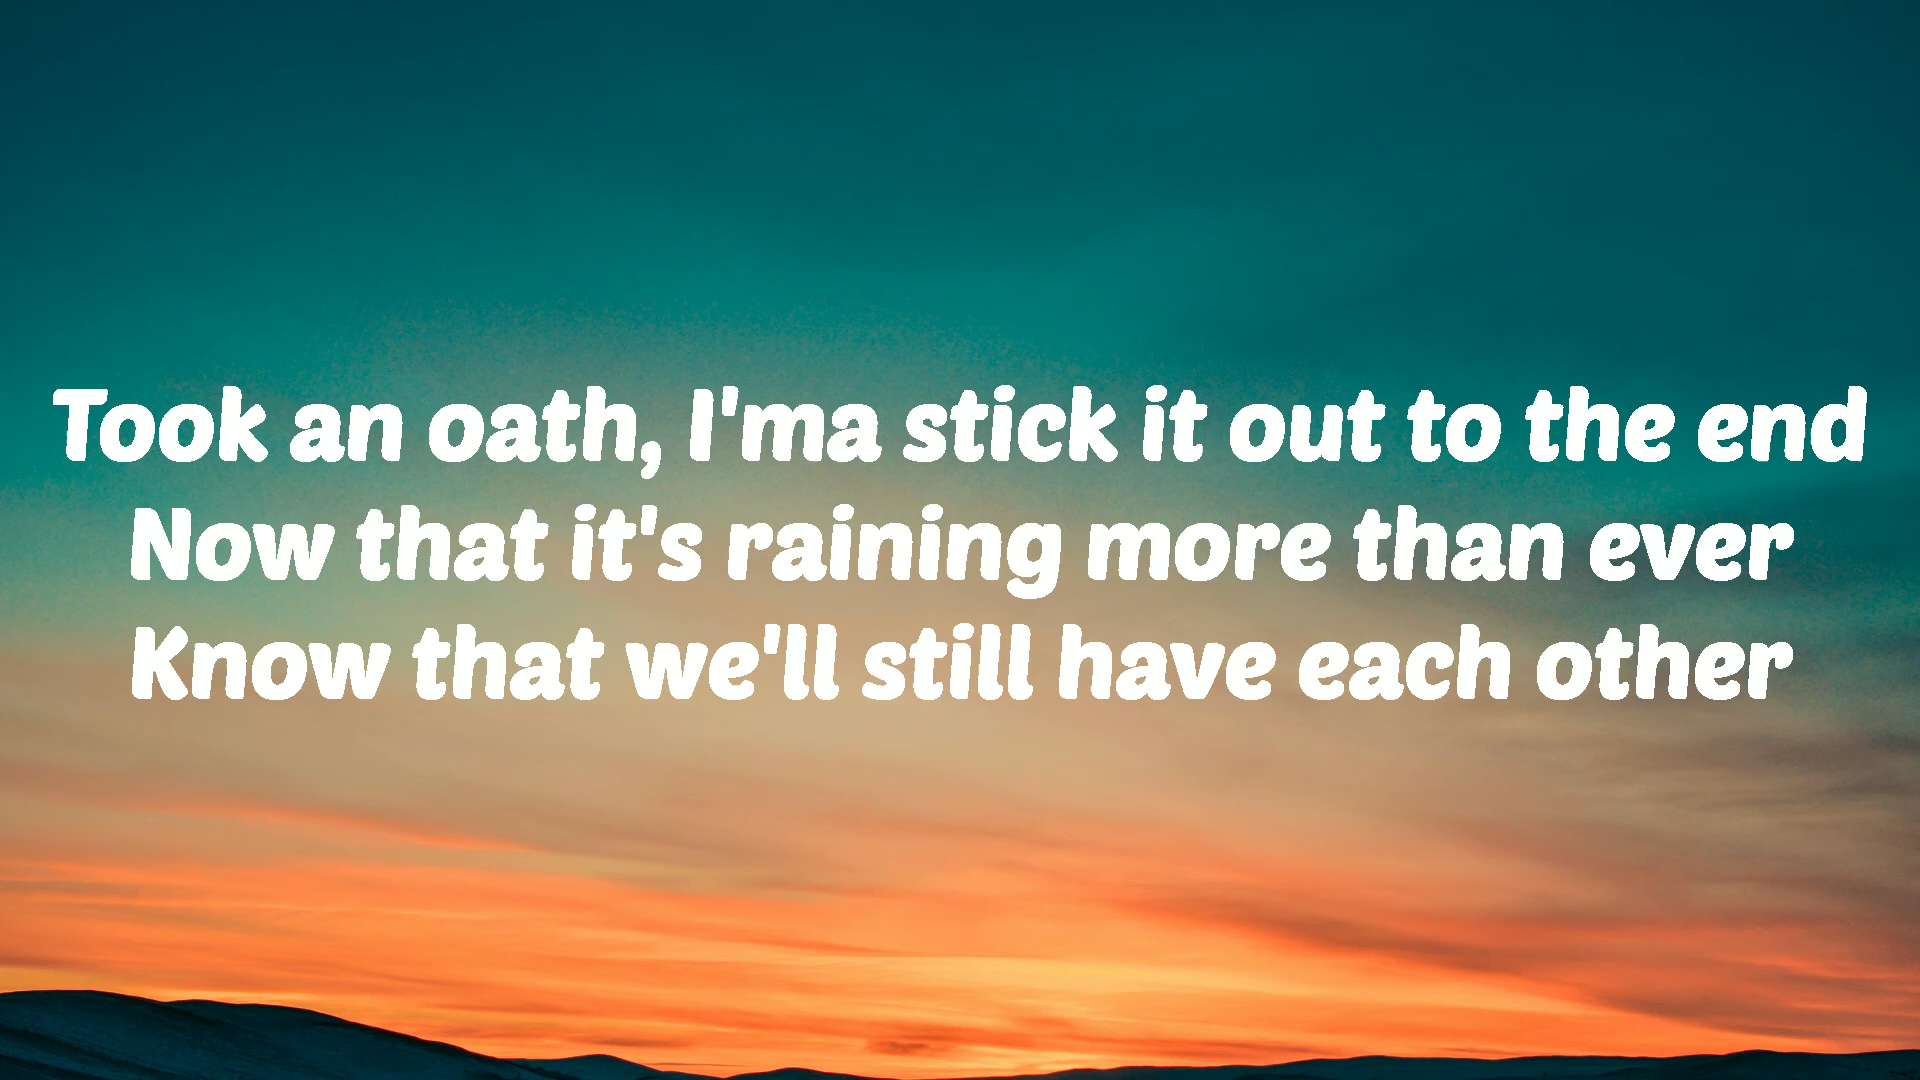 Took an oath, I'ma stick it out to the end
Now that it's raining more than ever
Know that we'll still have each other